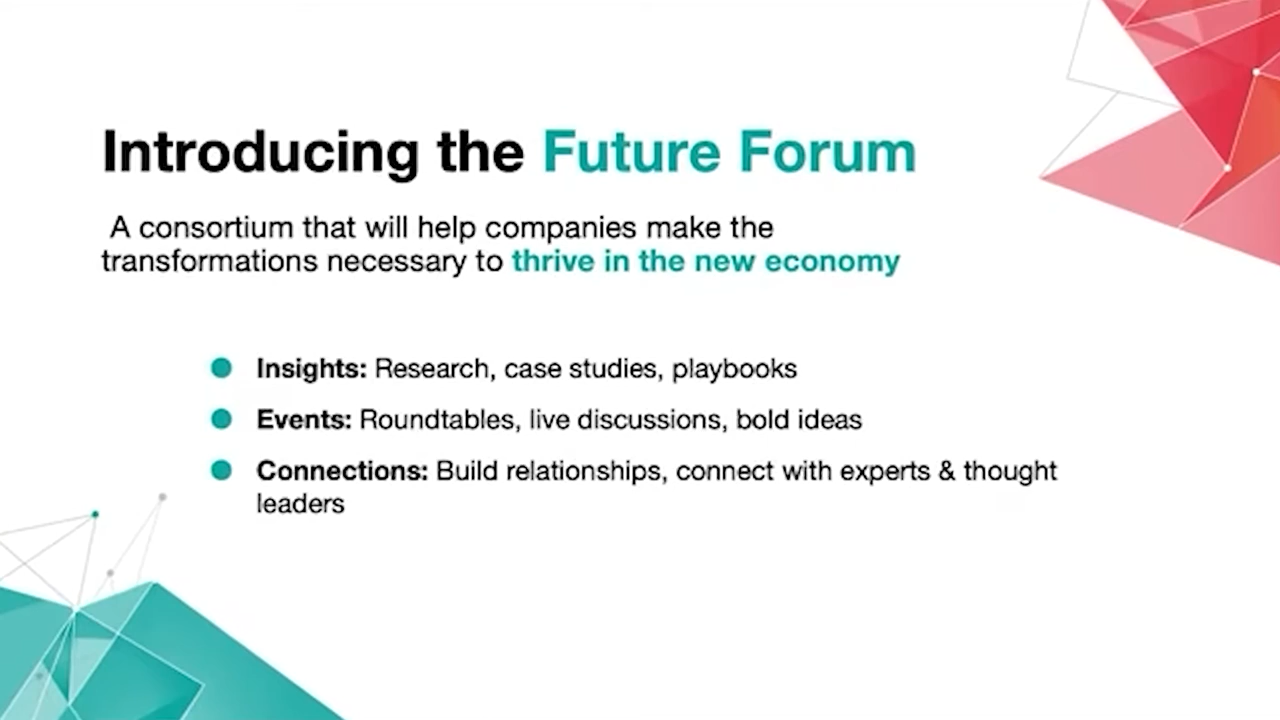 Introducing the Future Forum
A consortium that will help companies make the
transformations necessary to thrive in the new economy
Insights: Research, case studies, playbooks
Events: Roundtables, live discussions, bold ideas
Connections: Build relationships, connect with experts & thought
leaders